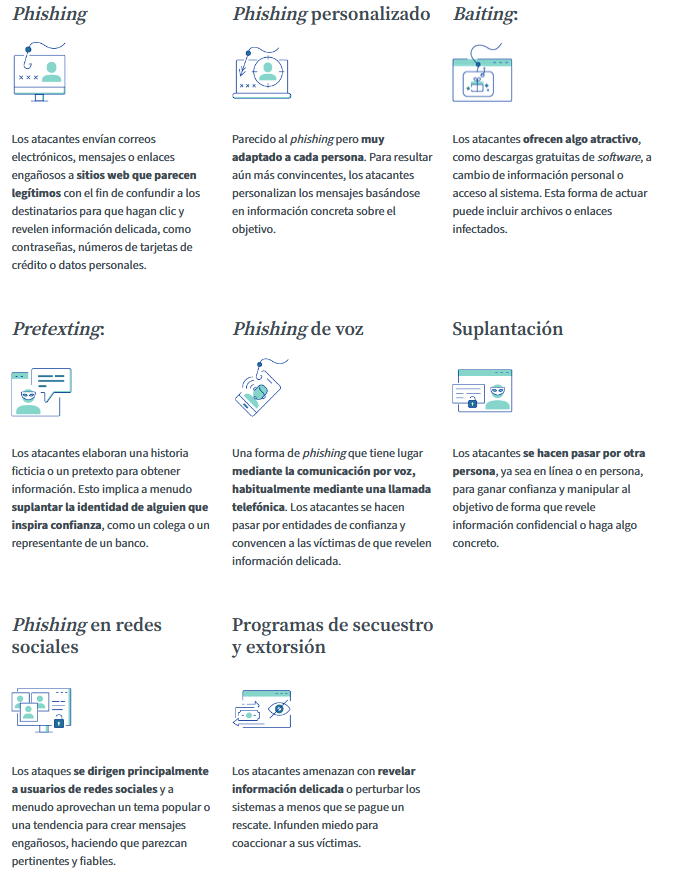 Phishing
Los atacantes envían correos
electrónicos, mensajes o enlaces
engañosos a sitios web que parecen
legítimos con el fin de confundir a los
destinatarios para que hagan clic y
revelen información delicada, como
contraseñas, números de tarjetas de
crédito o datos personales.
Phishing personalizado
Parecido al phishing pero muy
adaptado a cada persona. Para resultar
aún más convincentes, los atacantes
personalizan los mensajes basándose
en información concreta sobre el
objetivo.
Baiting:
Los atacantes ofrecen algo atractivo,
como descargas gratuitas de software, a
cambio de información personal o
acceso al sistema. Esta forma de actuar
puede incluir archivos o enlaces
infectados.
Pretexting:
Los atacantes elaboran una historia
ficticia o un pretexto para obtener
información. Esto implica a menudo
suplantar la identidad de alguien que
inspira confianza, como un colega o un
representante de un banco.
Phishing de voz
Una forma de phishing que tiene lugar
mediante la comunicación por voz,
habitualmente mediante una llamada
telefónica. Los atacantes se hacen
pasar por entidades de confianza y
convencen a las víctimas de que revelen
información delicada.
Suplantación
Los atacantes se hacen pasar por otra
persona, ya sea en línea o en persona,
para ganar confianza y manipular al
objetivo de forma que revele
información confidencial o haga algo
concreto.
Phishing en redes
sociales
Los ataques se dirigen principalmente
a usuarios de redes sociales y a
menudo aprovechan un tema popular o
una tendencia para crear mensajes
engañosos, haciendo que parezcan
pertinentes y fiables.
Programas de secuestro
y extorsión
Los atacantes amenazan con revelar
información delicada o perturbar los
sistemas a menos que se pague un
rescate. Infunden miedo para
coaccionar a sus víctimas.